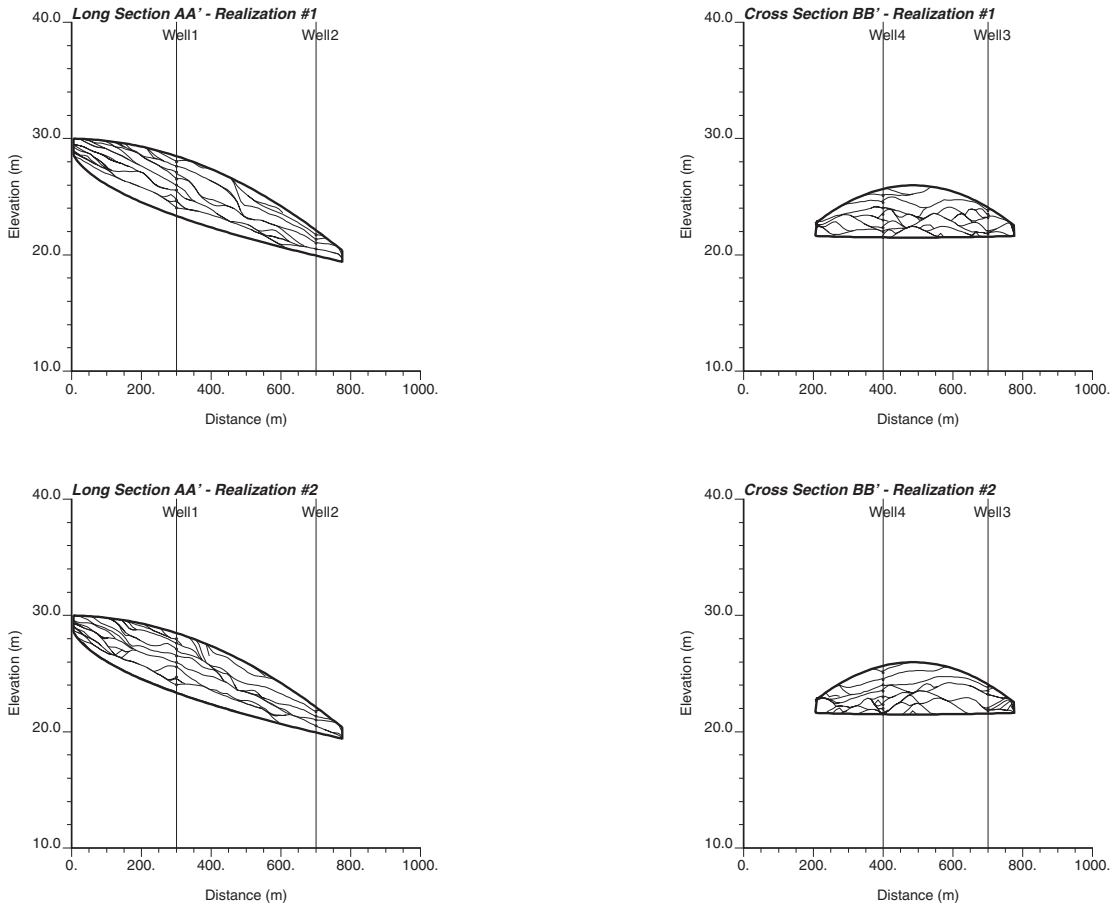 Long Section AA' - Realization #1
40.0
Well1 Well2
30.0
20.0
10.0
Elevation (m)
0. 200. 400. 600. 800. 1000.
Distance (m)
Cross Section BB' - Realization #1
40.0
Well4 Well3
30.0
20.0
10.0
Elevation (m)
0. 200. 400. 600. 800. 1000.
Distance (m)
Long Section AA' - Realization #2
40.0
Well1 Well2
30.0
20.0
10.0
Elevation (m)
0. 200. 400. 600. 800. 1000.
Distance (m)
Cross Section BB' - Realization #2
40.0
Well4 Well3
30.0
20.0
10.0
Elevation (m)
0. 200. 400. 600. 800. 1000.
Distance (m)